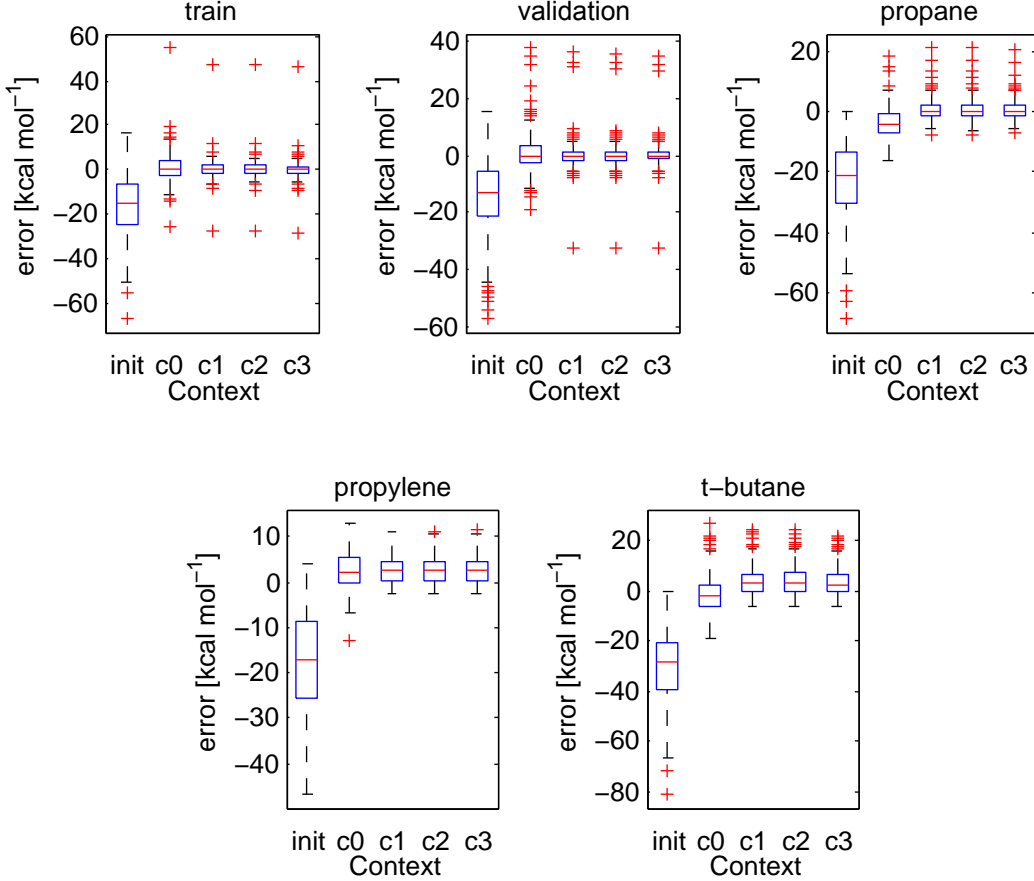 train
error [kcal mol⁻¹]
60
40
20
0
−20
−40
−60
init c0 c1 c2 c3
Context
validation
error [kcal mol⁻¹]
40
20
0
−20
−40
−60
init c0 c1 c2 c3
Context
propane
error [kcal mol⁻¹]
20
0
−20
−40
−60
init c0 c1 c2 c3
Context
propylene
error [kcal mol⁻¹]
10
0
−10
−20
−30
−40
init c0 c1 c2 c3
Context
t−butane
error [kcal mol⁻¹]
20
0
−20
−40
−60
−80
init c0 c1 c2 c3
Context